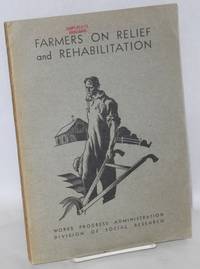 FARMERS ON RELIEF
and REHABILITATION
WORKS PROGRESS ADMINISTRATION
DIVISION OF SOCIAL RESEARCH